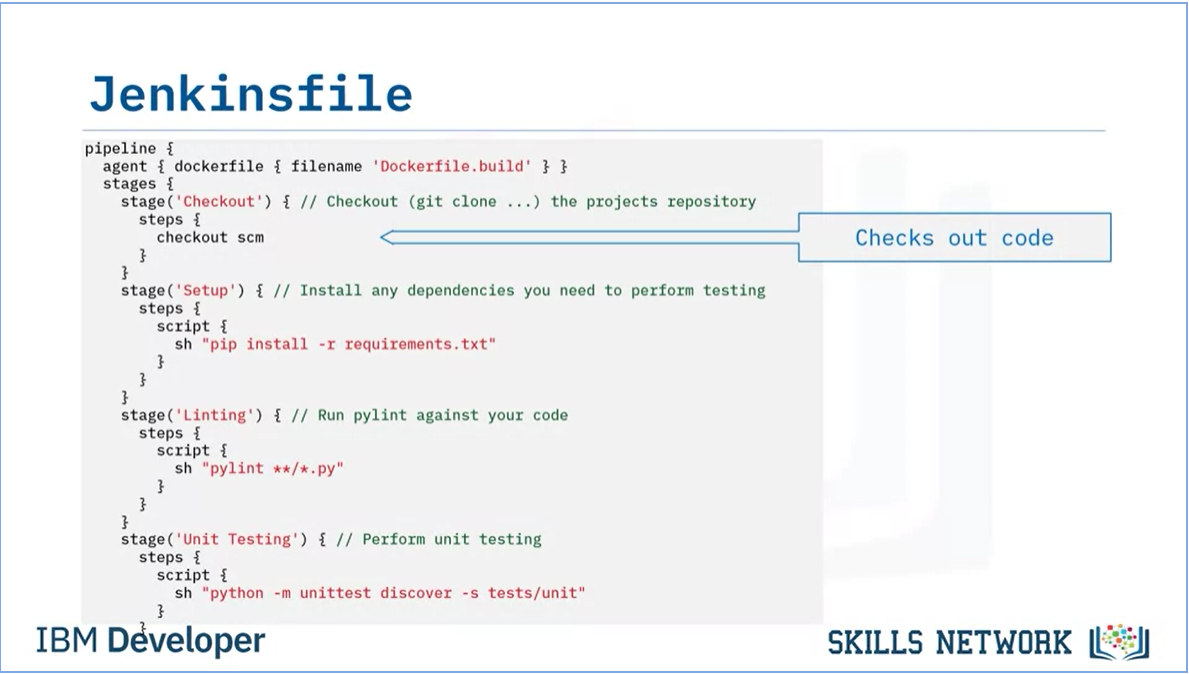 Jenkinsfile
pipeline {
  agent { dockerfile { filename 'Dockerfile.build' } }
  stages {
    stage('Checkout') { // Checkout (git clone ...) the projects repository
      steps {
        checkout scm
Checks out code
      }
    }
    stage('Setup') { // Install any dependencies you need to perform testing
      steps {
        script {
          sh "pip install -r requirements.txt"
        }
      }
    }
    stage('Linting') { // Run pylint against your code
      steps {
        script {
          sh "pylint **/*.py"
        }
      }
    }
    stage('Unit Testing') { // Perform unit testing
      steps {
        script {
          sh "python -m unittest discover -s tests/unit"
        }
      }
IBM Developer
SKILLS NETWORK